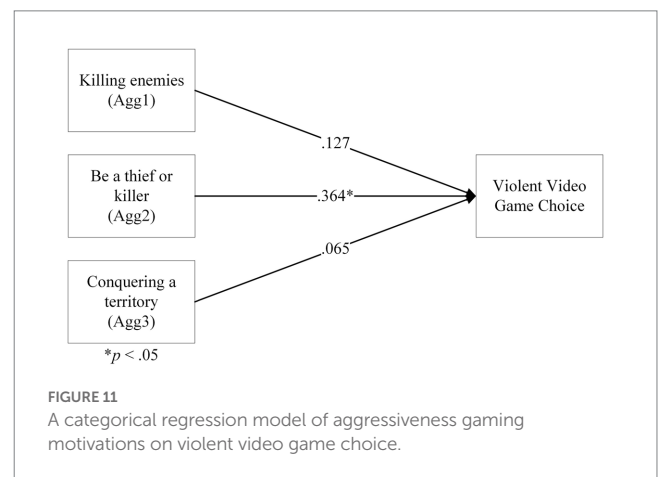 Killing enemies
(Agg1)
.127
Be a thief or
killer
(Agg2)
.364*
Violent Video
Game Choice
.065
Conquering a
territory
(Agg3)
*p < .05
FIGURE 11
A categorical regression model of aggressiveness gaming
motivations on violent video game choice.